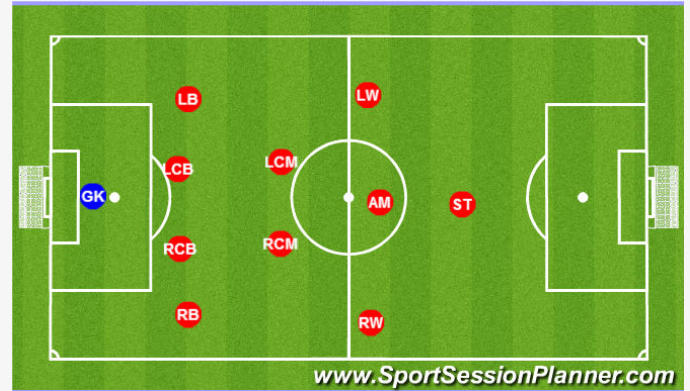 LB
LW
LCB
LCM
GK
AM
ST
RCB
RCM
RB
RW
www.SportSessionPlanner.com